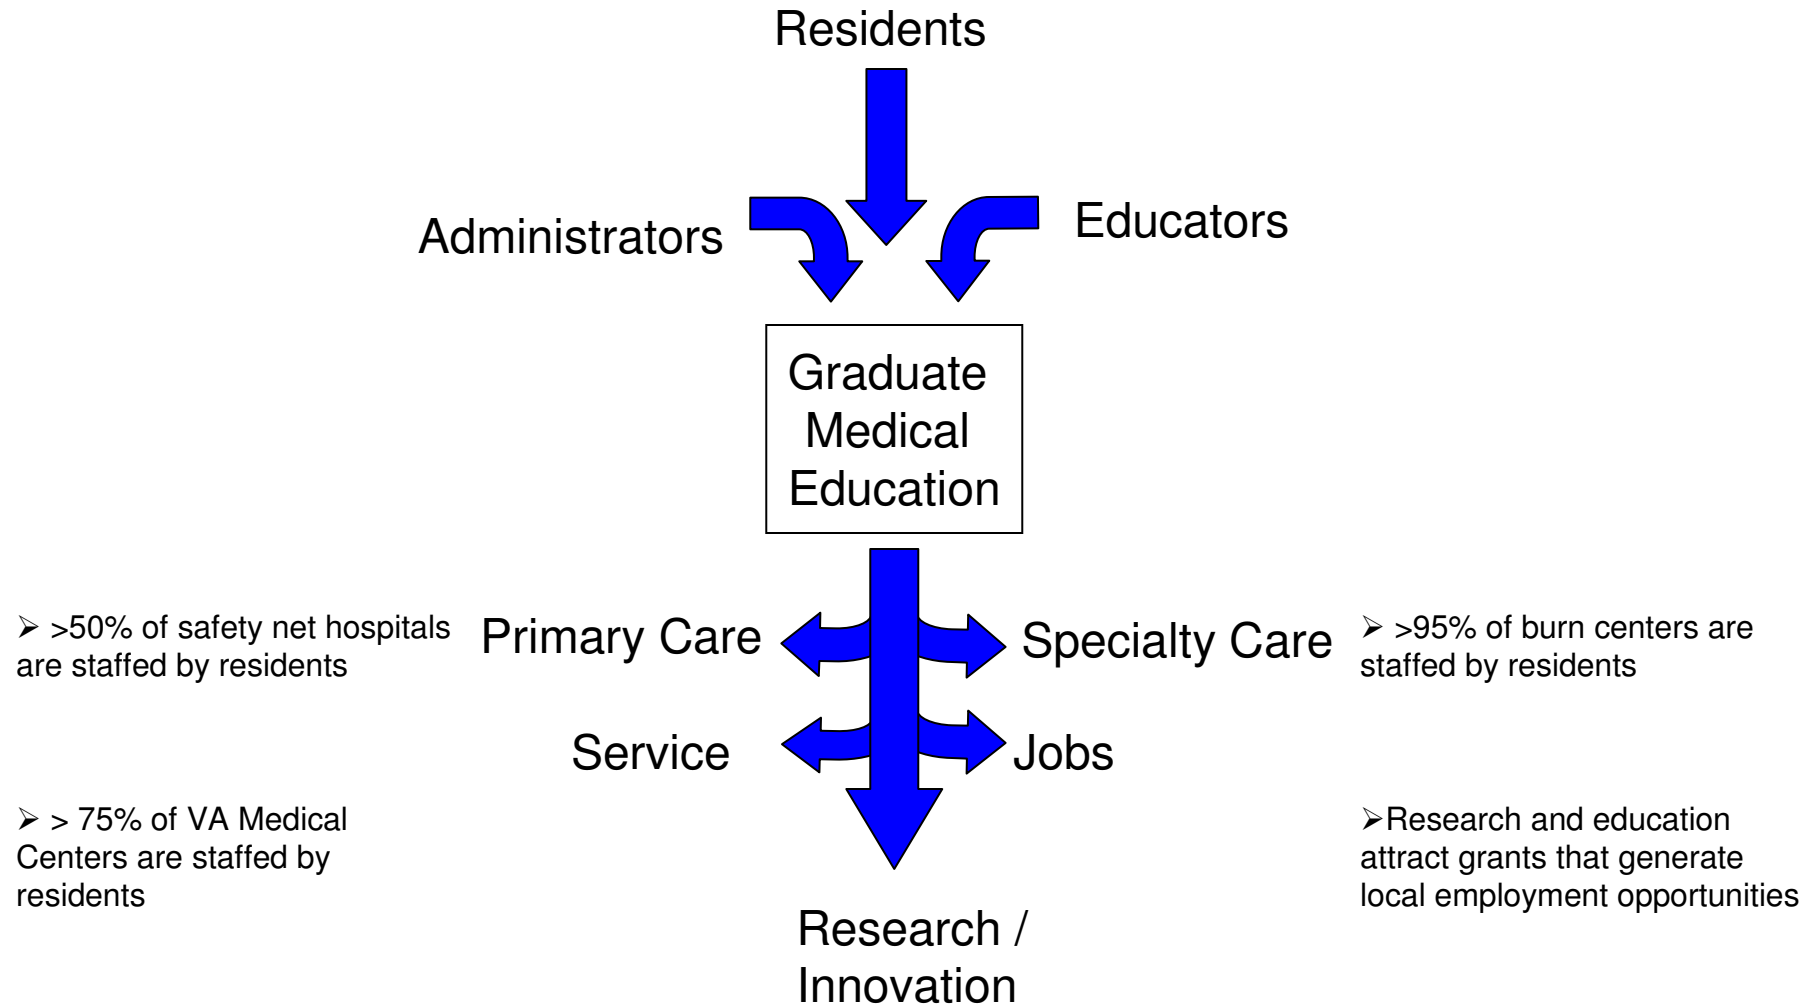 Residents
Administrators
Educators
Graduate
Medical
Education
➢ >50% of safety net hospitals
are staffed by residents
Primary Care
Specialty Care
➢ >95% of burn centers are
staffed by residents
Service
Jobs
➢ > 75% of VA Medical
Centers are staffed by
residents
➢Research and education
attract grants that generate
local employment opportunities
Research /
Innovation